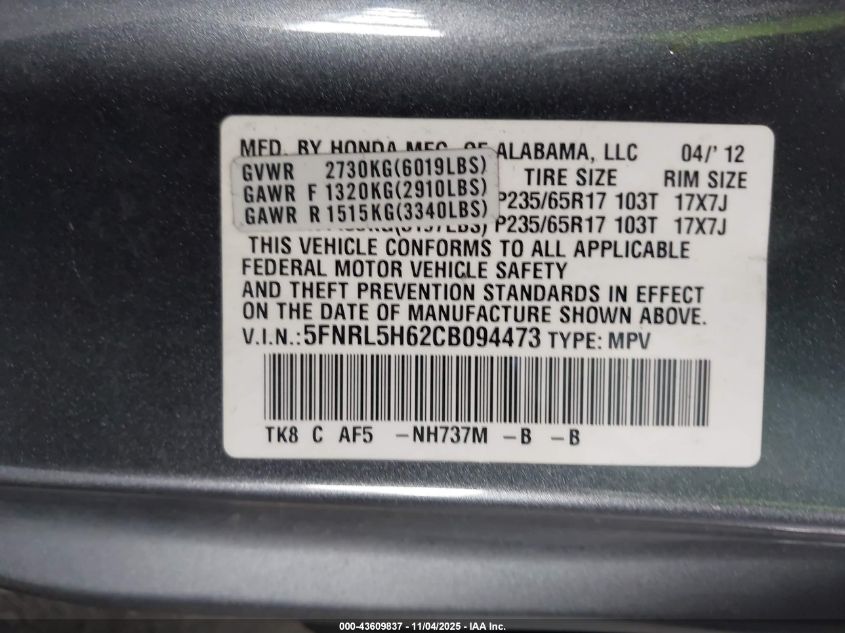 MFD. BY HONDA MFG. OF ALABAMA, LLC 04/'12
GVWR 2730KG(6019LBS) TIRE SIZE RIM SIZE
GAWR F 1320KG(2910LBS) P235/65R17 103T 17X7J
GAWR R 1515KG(3340LBS) P235/65R17 103T 17X7J
THIS VEHICLE CONFORMS TO ALL APPLICABLE
FEDERAL MOTOR VEHICLE SAFETY
AND THEFT PREVENTION STANDARDS IN EFFECT
ON THE DATE OF MANUFACTURE SHOWN ABOVE.
V.I.N.:5FNRL5H62CB094473 TYPE: MPV
TK8 C AF5 -NH737M -B -B
000-43609837 - 11/04/2025 - IAA Inc.